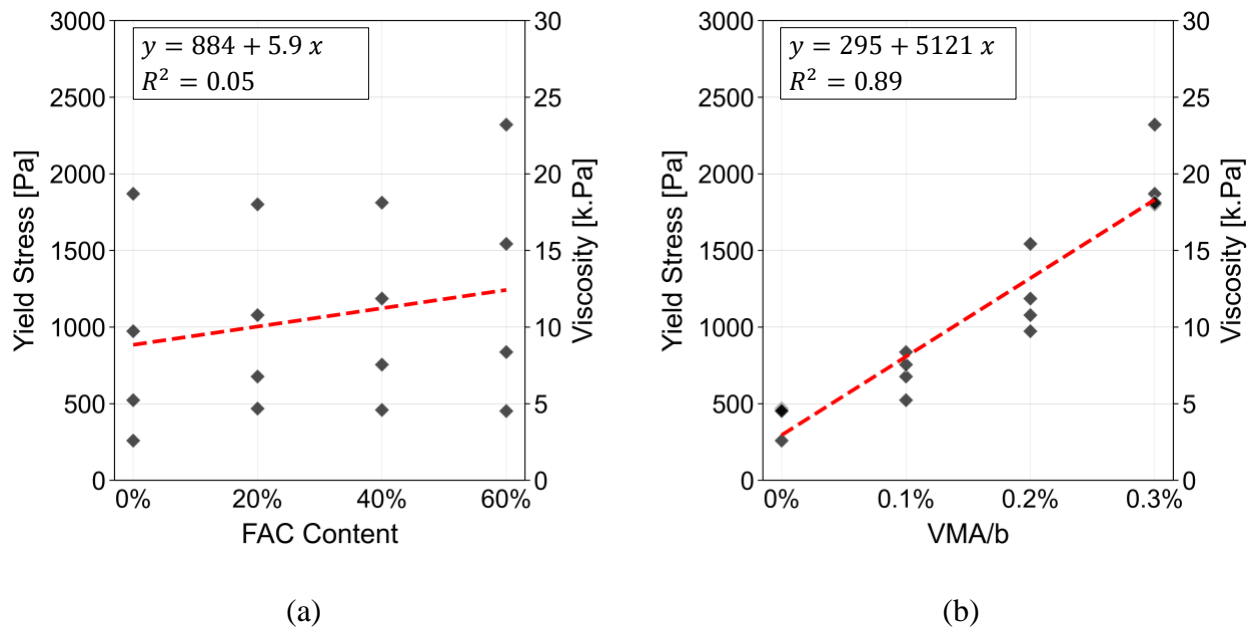 y = 884 + 5.9 x
R² = 0.05
3000
2500
2000
1500
1000
500
0
Yield Stress [Pa]
30
25
20
15
10
5
0
Viscosity [k.Pa]
0% 20% 40% 60%
FAC Content
(a)
y = 295 + 5121 x
R² = 0.89
3000
2500
2000
1500
1000
500
0
Yield Stress [Pa]
30
25
20
15
10
5
0
Viscosity [k.Pa]
0% 0.1% 0.2% 0.3%
VMA/b
(b)